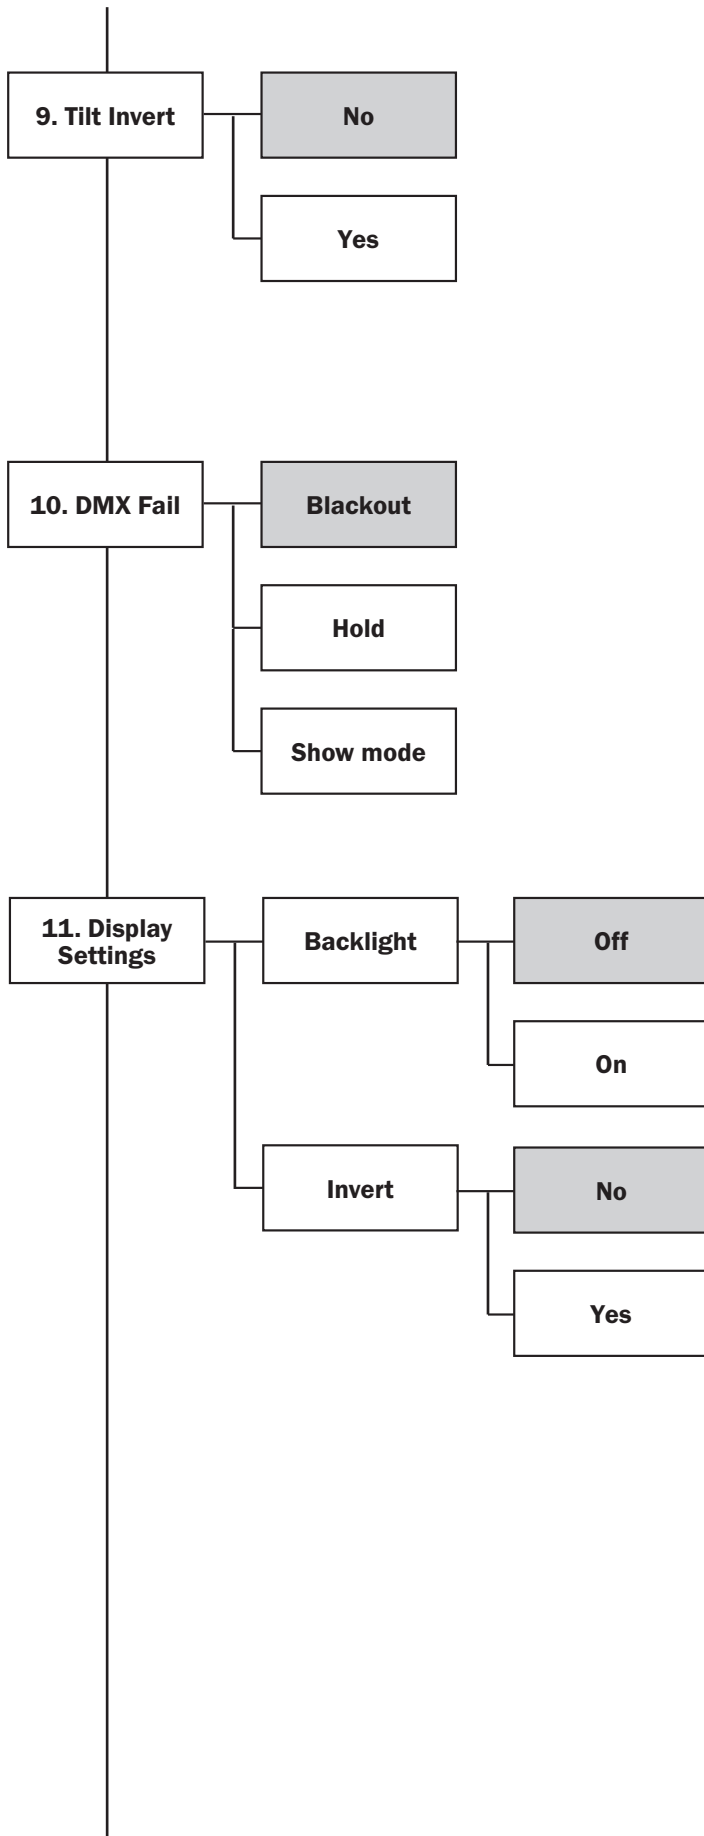 9. Tilt Invert
No
Yes
10. DMX Fail
Blackout
Hold
Show mode
11. Display
Settings
Backlight
Off
On
Invert
No
Yes